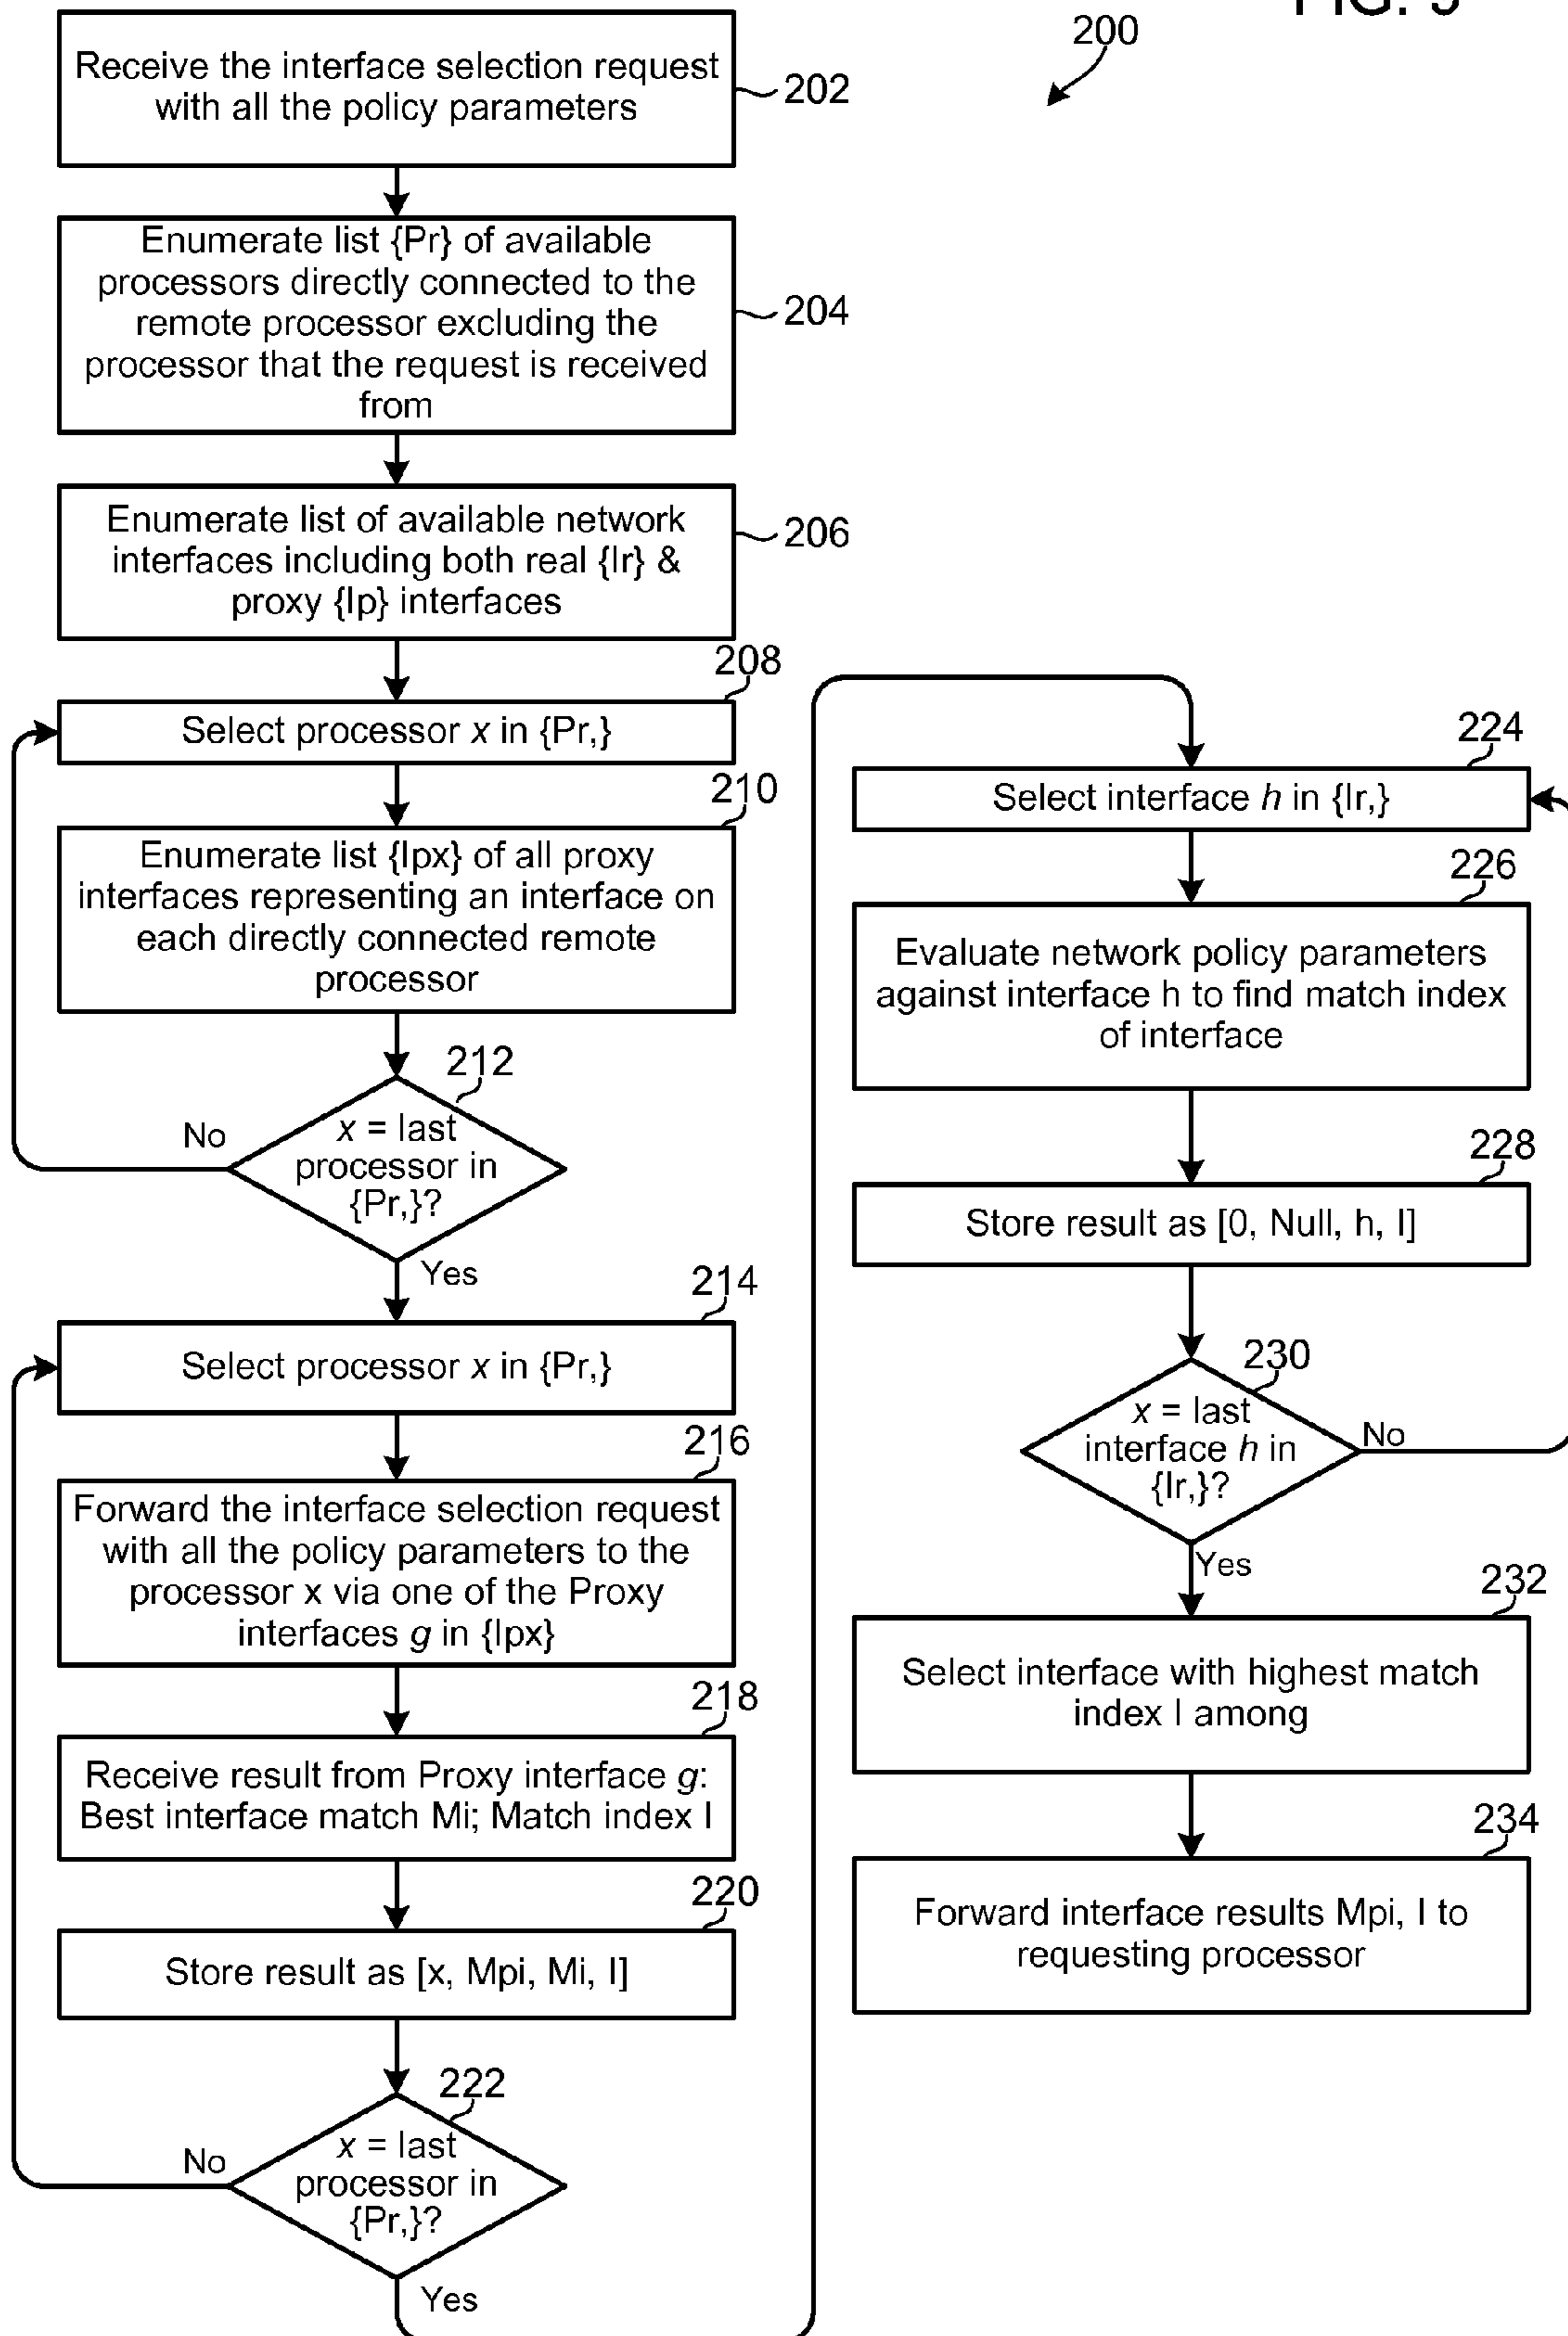 200
Receive the interface selection request
with all the policy parameters
202
Enumerate list {Pr} of available
processors directly connected to the
remote processor excluding the
processor that the request is received
from
204
Enumerate list of available network
interfaces including both real {Ir} &
proxy {Ip} interfaces
206
208
Select processor x in {Pr,}
210
Enumerate list {Ipx} of all proxy
interfaces representing an interface on
each directly connected remote
processor
212
x = last
processor in
{Pr,}?
No
Yes
214
Select processor x in {Pr,}
216
Forward the interface selection request
with all the policy parameters to the
processor x via one of the Proxy
interfaces g in {Ipx}
218
Receive result from Proxy interface g:
Best interface match Mi; Match index I
220
Store result as [x, Mpi, Mi, I]
222
x = last
processor in
{Pr,}?
No
Yes
224
Select interface h in {Ir,}
226
Evaluate network policy parameters
against interface h to find match index
of interface
228
Store result as [0, Null, h, I]
230
x = last
interface h in
{Ir,}?
No
Yes
232
Select interface with highest match
index I among
234
Forward interface results Mpi, I to
requesting processor